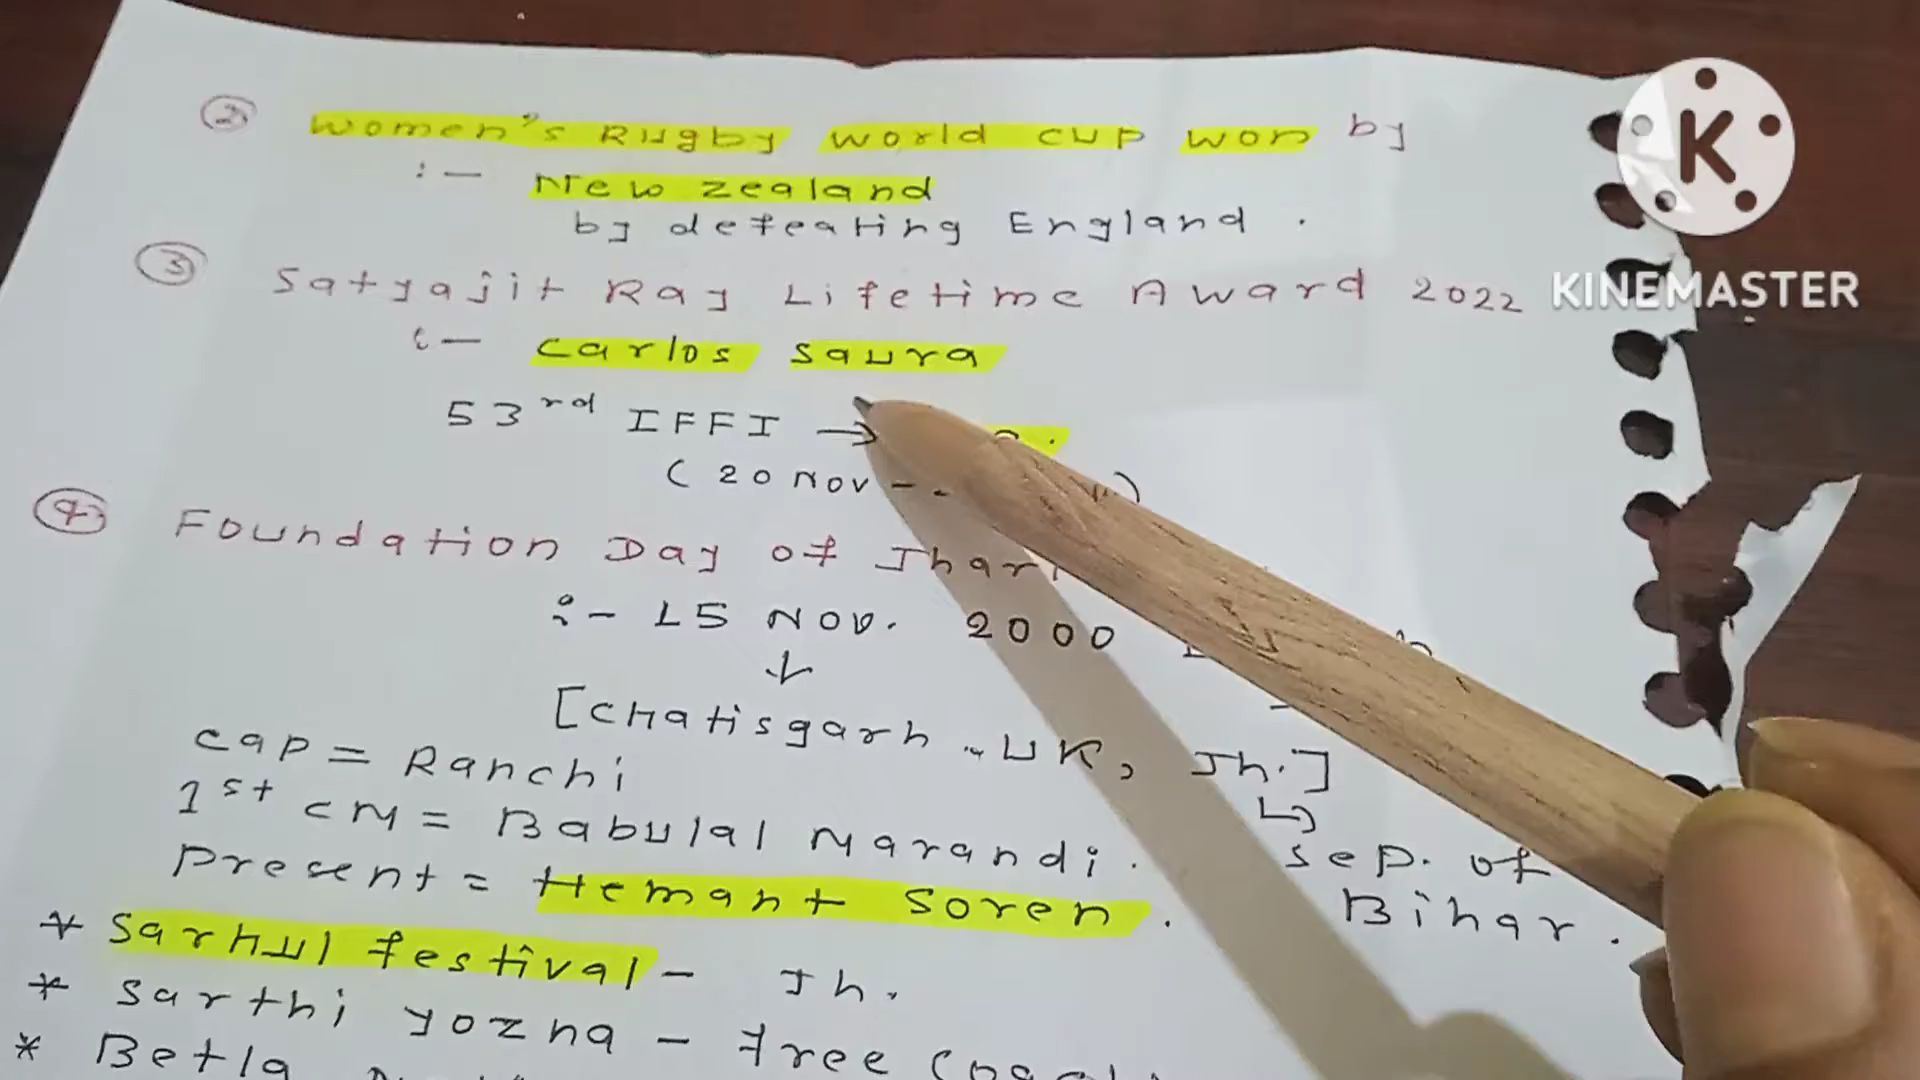 ② Women's Rugby world cup won by
:- New Zealand
by defeating England.
③ Satyajit Ray Lifetime Award 2022
:- Carlos Saura
53rd IFFI →
(20 Nov -
④ Foundation Day of
:- 15 Nov. 2000
↓
[CHatisgarh, UK, Jh.]
cap = Ranchi
1st CM = Babulal Marandi.
↳ sep. of
Present = Hemant Soren.
Bihar.
* Sarhul festival - Jh.
* Sarthi yozna - free
* Betla
K
KINEMASTER